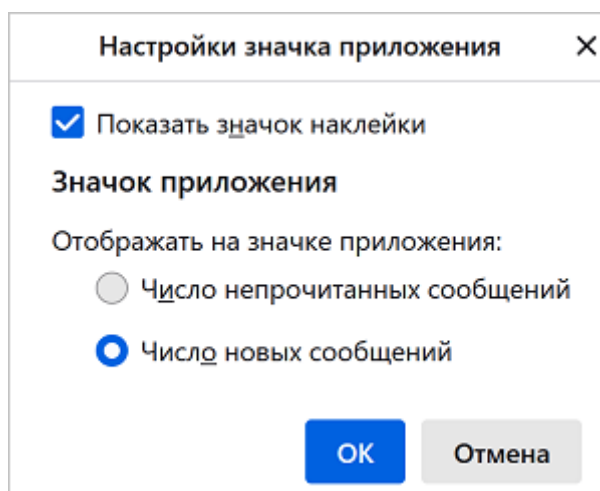 Настройки значка приложения
Показать значок наклейки
Значок приложения
Отображать на значке приложения:
Число непрочитанных сообщений
Число новых сообщений
ОК Отмена